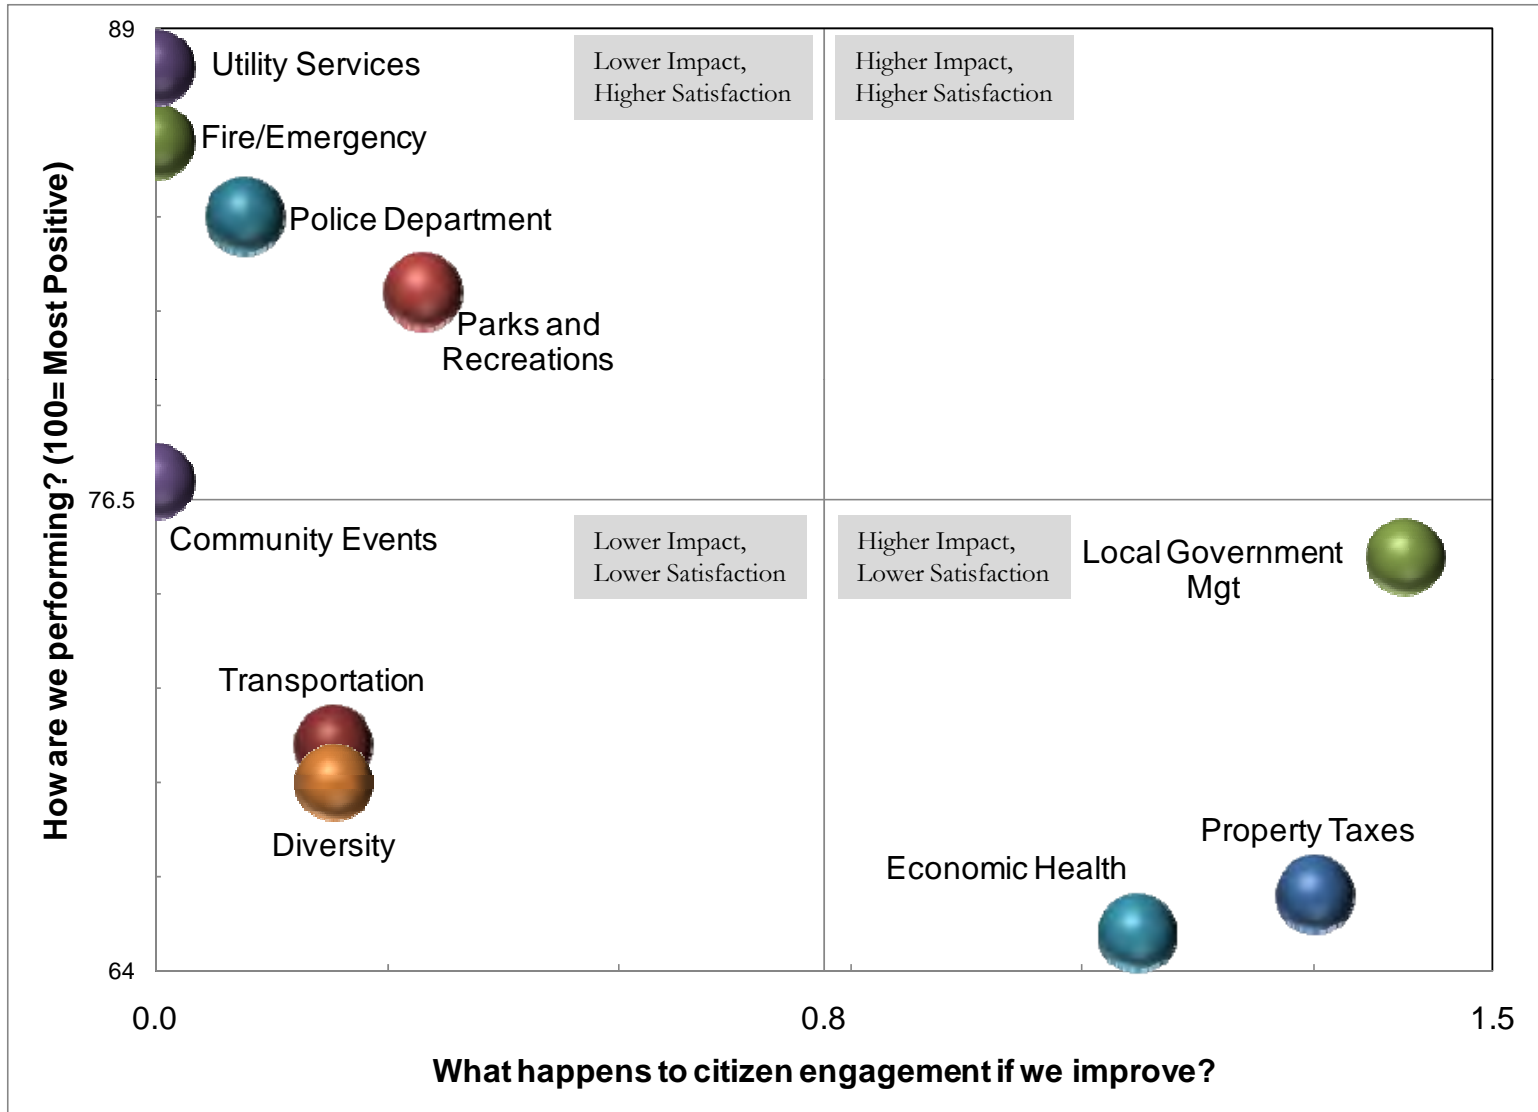 89
Utility Services
Lower Impact,
Higher Satisfaction
Higher Impact,
Higher Satisfaction
Fire/Emergency
Police Department
Parks and
Recreations
How are we performing? (100= Most Positive)
76.5
Community Events
Lower Impact,
Lower Satisfaction
Higher Impact,
Lower Satisfaction
Local Government
Mgt
Transportation
Diversity
Property Taxes
Economic Health
64
0.0
0.8
1.5
What happens to citizen engagement if we improve?